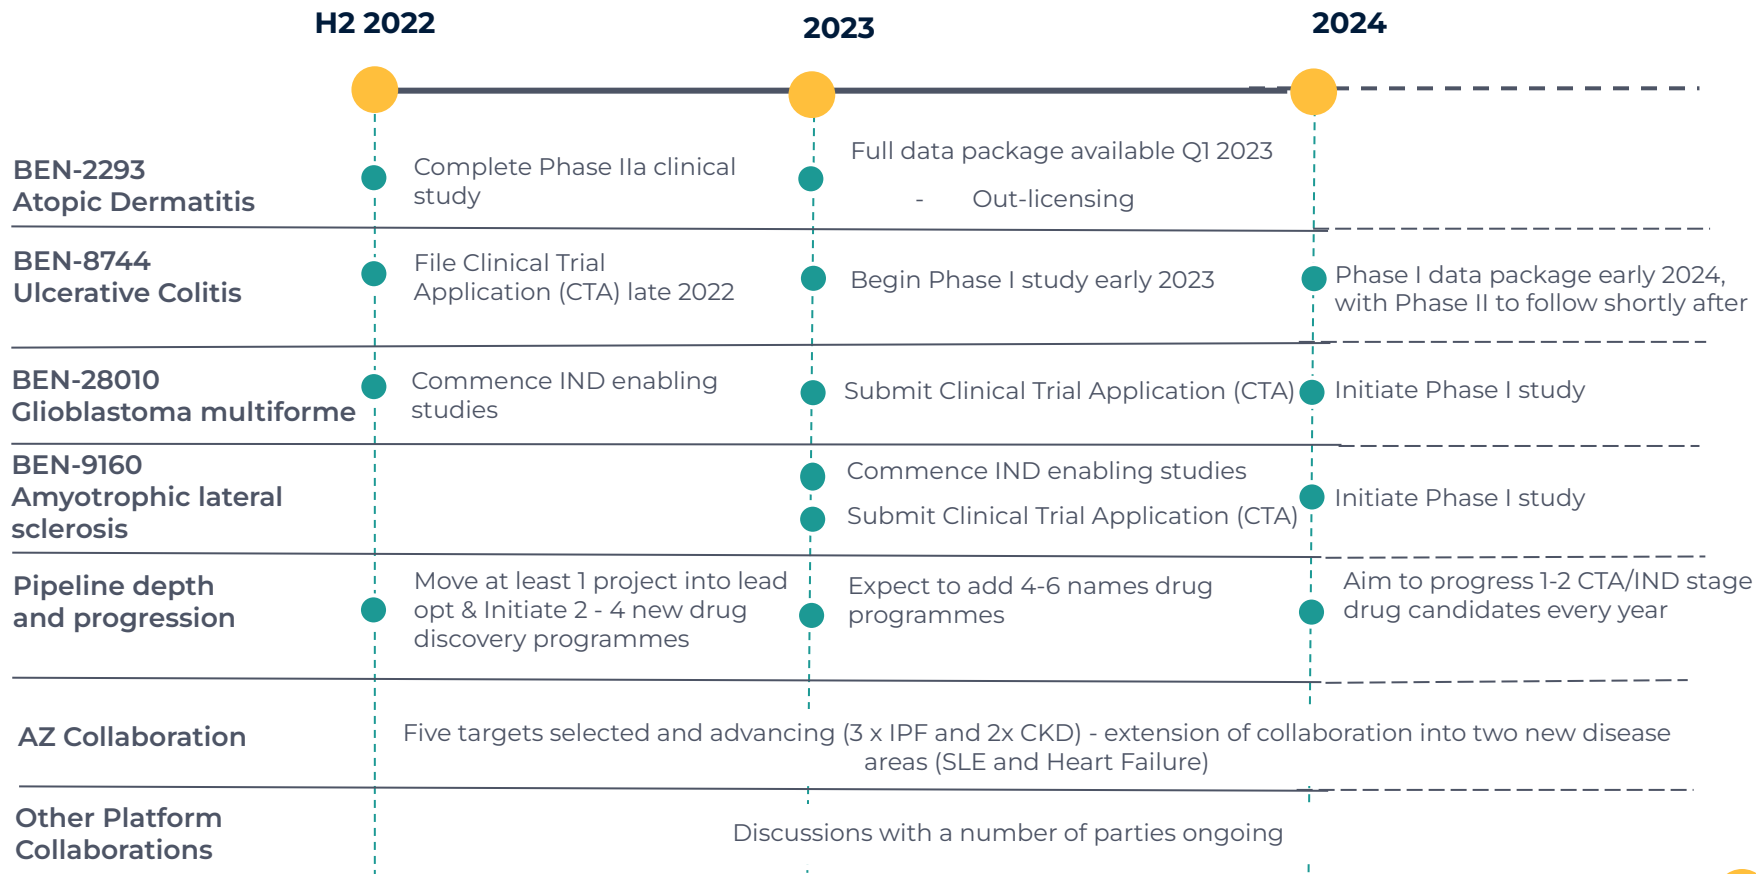 H2 2022
2023
2024
BEN-2293
Atopic Dermatitis
Complete Phase IIa clinical
study
Full data package available Q1 2023
- Out-licensing
BEN-8744
Ulcerative Colitis
File Clinical Trial
Application (CTA) late 2022
Begin Phase I study early 2023
Phase I data package early 2024,
with Phase II to follow shortly after
BEN-28010
Glioblastoma multiforme
Commence IND enabling
studies
Submit Clinical Trial Application (CTA)
Initiate Phase I study
BEN-9160
Amyotrophic lateral
sclerosis
Commence IND enabling studies
Submit Clinical Trial Application (CTA)
Initiate Phase I study
Pipeline depth
and progression
Move at least 1 project into lead
opt & Initiate 2 - 4 new drug
discovery programmes
Expect to add 4-6 names drug
programmes
Aim to progress 1-2 CTA/IND stage
drug candidates every year
AZ Collaboration
Five targets selected and advancing (3 x IPF and 2x CKD) - extension of collaboration into two new disease
areas (SLE and Heart Failure)
Other Platform
Collaborations
Discussions with a number of parties ongoing